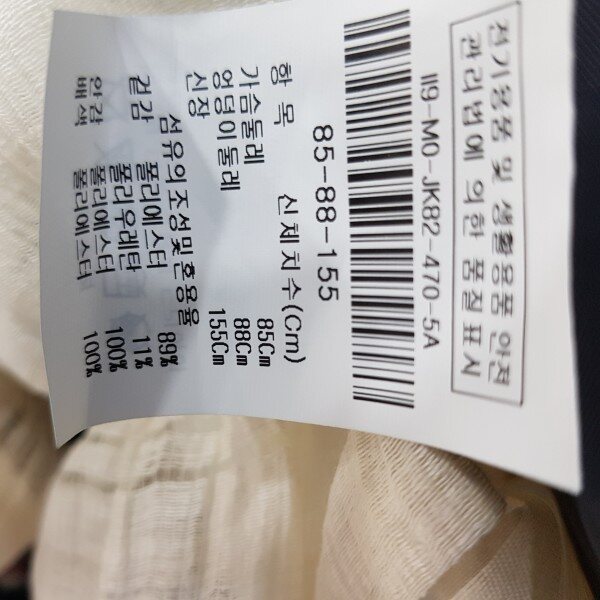 전기용품 및 생활용품 안전
관리법에 의한 품질 표시
119-MO-JK82-470-5A
85-88-155
항 목 신체치수(Cm)
가슴둘레 85Cm
엉덩이둘레 88Cm
신장 155Cm
섬유의조성및혼용율
겉감 폴리에스터 89%
폴리우레탄 11%
안감 폴리에스터 100%
배색 폴리에스터 100%